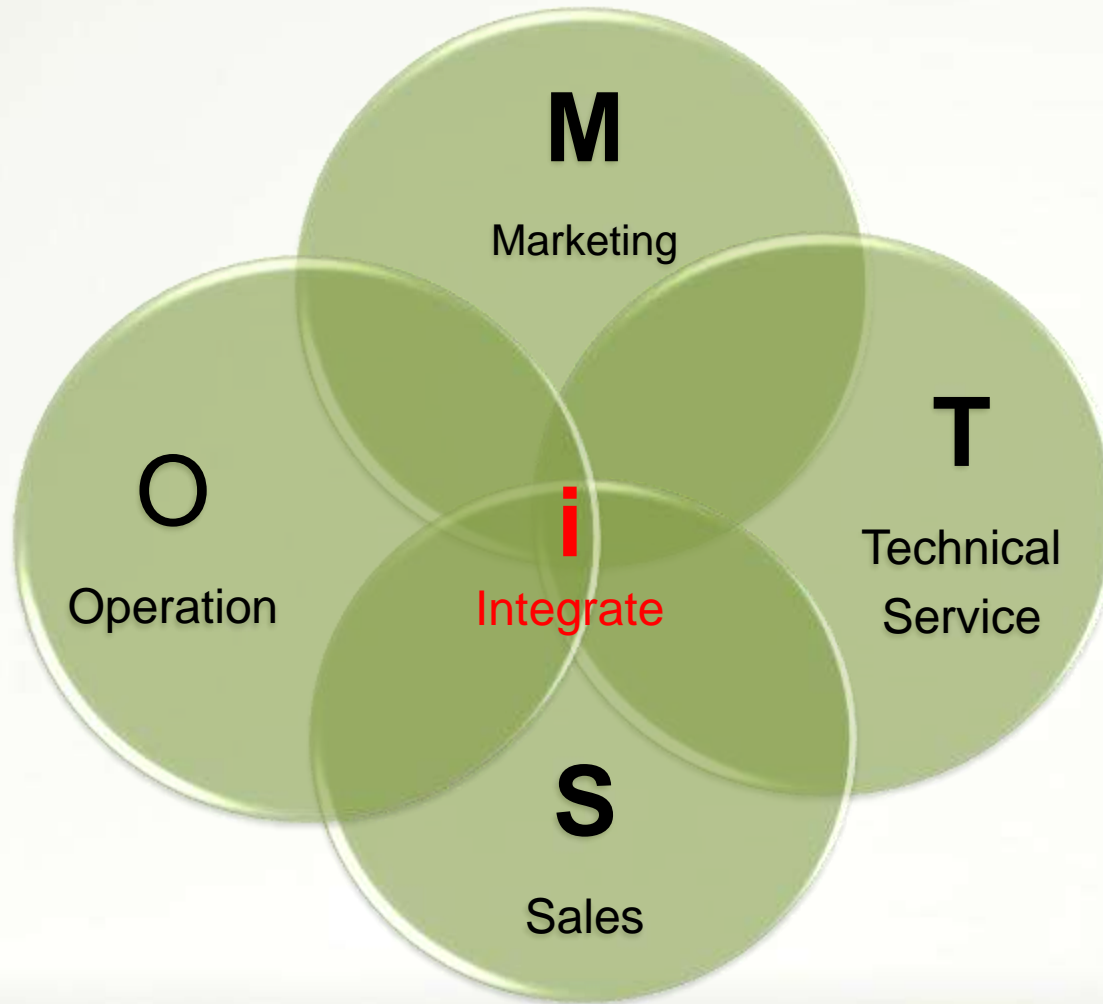 M
Marketing
O
Operation
i
Integrate
T
Technical
Service
S
Sales